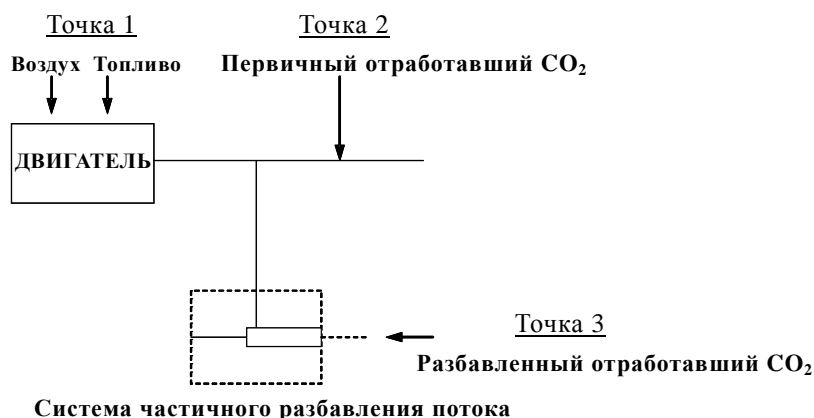 Точка 1
Точка 2
Воздух Топливо
Первичный отработавший CO₂
ДВИГАТЕЛЬ
Точка 3
Разбавленный отработавший CO₂
Система частичного разбавления потока